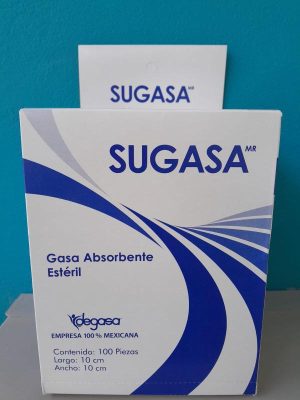 SUGASA MR
SUGASA MR
Gasa Absorbente
Estéril
degasa
EMPRESA 100 % MEXICANA
Contenido: 100 Piezas
Largo: 10 cm
Ancho: 10 cm